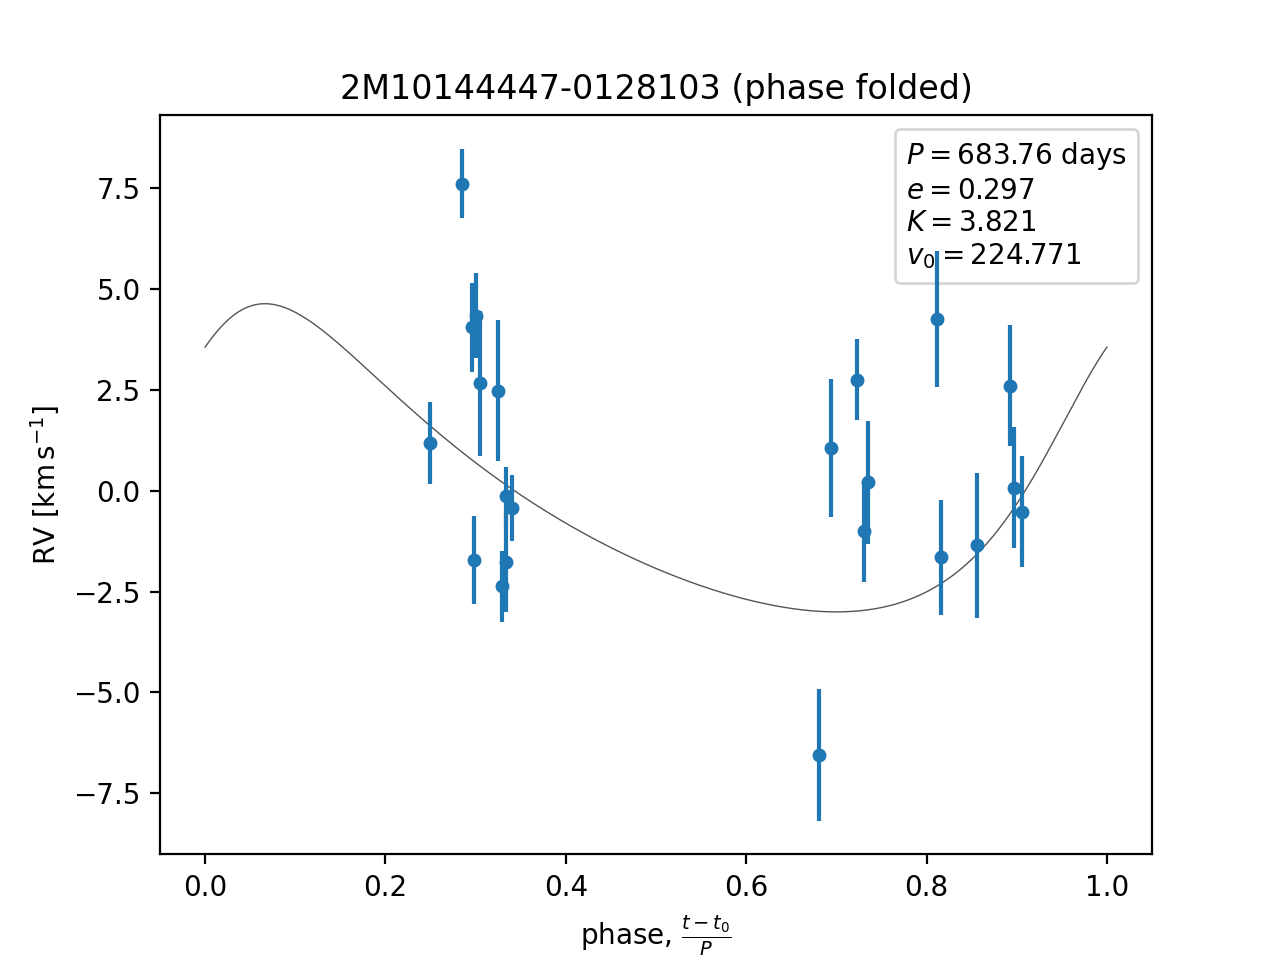 2M10144447-0128103 (phase folded)
P = 683.76 days
e = 0.297
K = 3.821
v₀ = 224.771
RV [km s⁻¹]
7.5
5.0
2.5
0.0
−2.5
−5.0
−7.5
0.0 0.2 0.4 0.6 0.8 1.0
phase, (t − t₀)/P